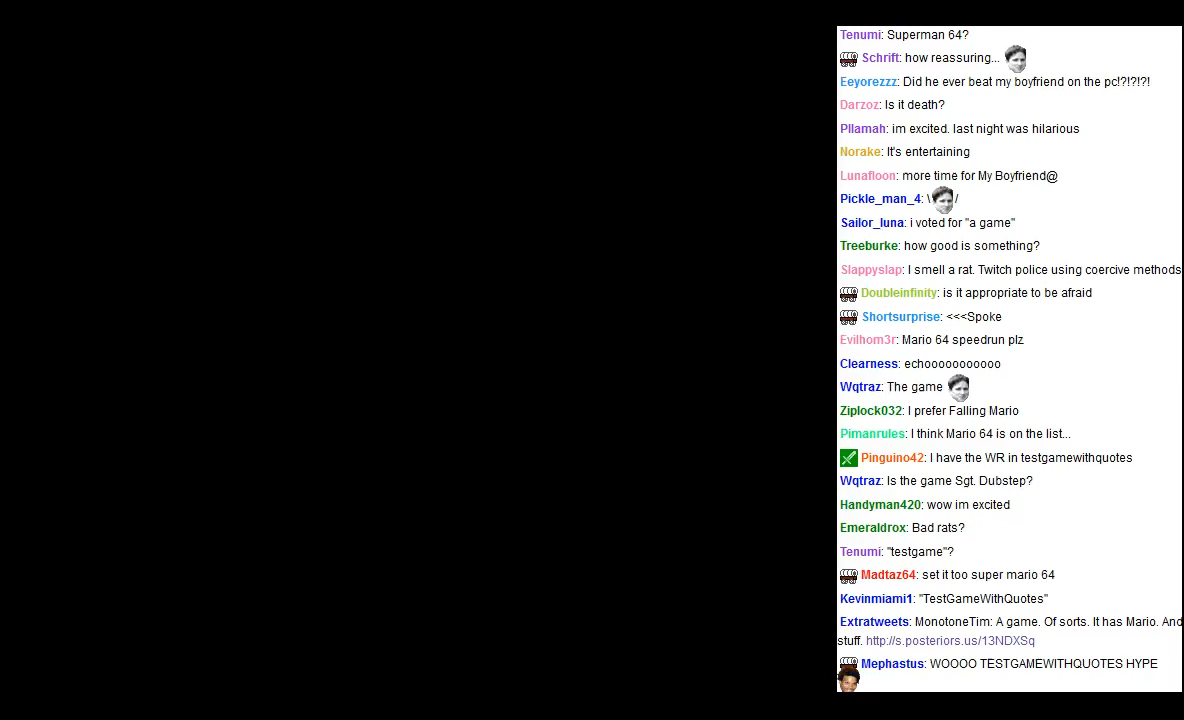 Tenumi: Superman 64?
Schrift: how reassuring...
Eeyorezzz: Did he ever beat my boyfriend on the pc!?!?!?!
Darzoz: Is it death?
Pllamah: im excited. last night was hilarious
Norake: It's entertaining
Lunafloon: more time for My Boyfriend@
Pickle_man_4: \ /
Sailor_luna: i voted for "a game"
Treeburke: how good is something?
Slappyslap: I smell a rat. Twitch police using coercive methods
Doubleinfinity: is it appropriate to be afraid
Shortsurprise: <<<Spoke
Evilhom3r: Mario 64 speedrun plz
Clearness: echooooooooooo
Wqtraz: The game
Ziplock032: I prefer Falling Mario
Pimanrules: I think Mario 64 is on the list...
Pinguino42: I have the WR in testgamewithquotes
Wqtraz: Is the game Sgt. Dubstep?
Handyman420: wow im excited
Emeraldrox: Bad rats?
Tenumi: "testgame"?
Madtaz64: set it too super mario 64
Kevinmiami1: "TestGameWithQuotes"
Extratweets: MonotoneTim: A game. Of sorts. It has Mario. And
stuff. http://s.posteriors.us/13NDXSq
Mephastus: WOOOO TESTGAMEWITHQUOTES HYPE